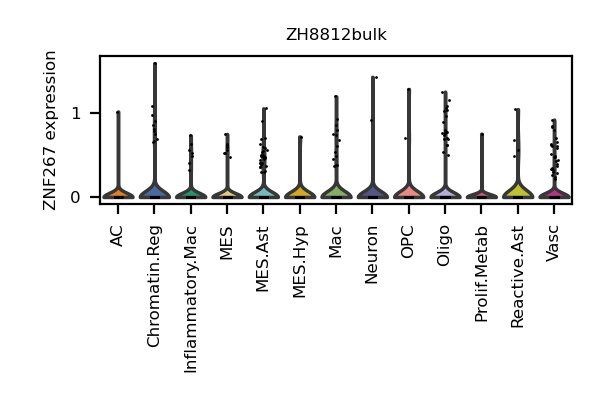 ZH8812bulk
ZNF267 expression
1
0
AC
Chromatin.Reg
Inflammatory.Mac
MES
MES.Ast
MES.Hyp
Mac
Neuron
OPC
Oligo
Prolif.Metab
Reactive.Ast
Vasc